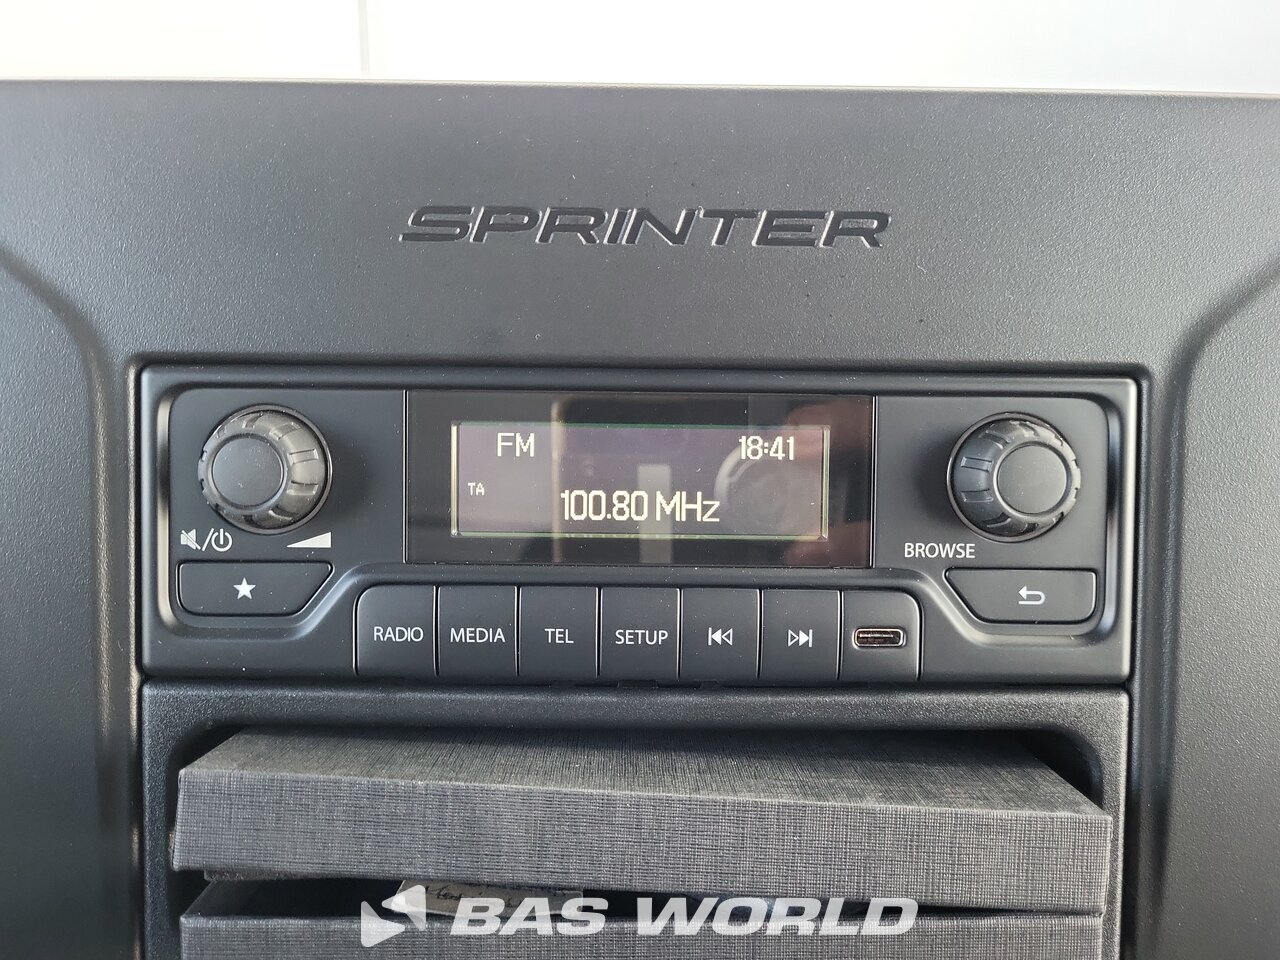 SPRINTER
FM 18:41
TA
100.80 MHz
BROWSE
RADIO MEDIA TEL SETUP
BAS WORLD